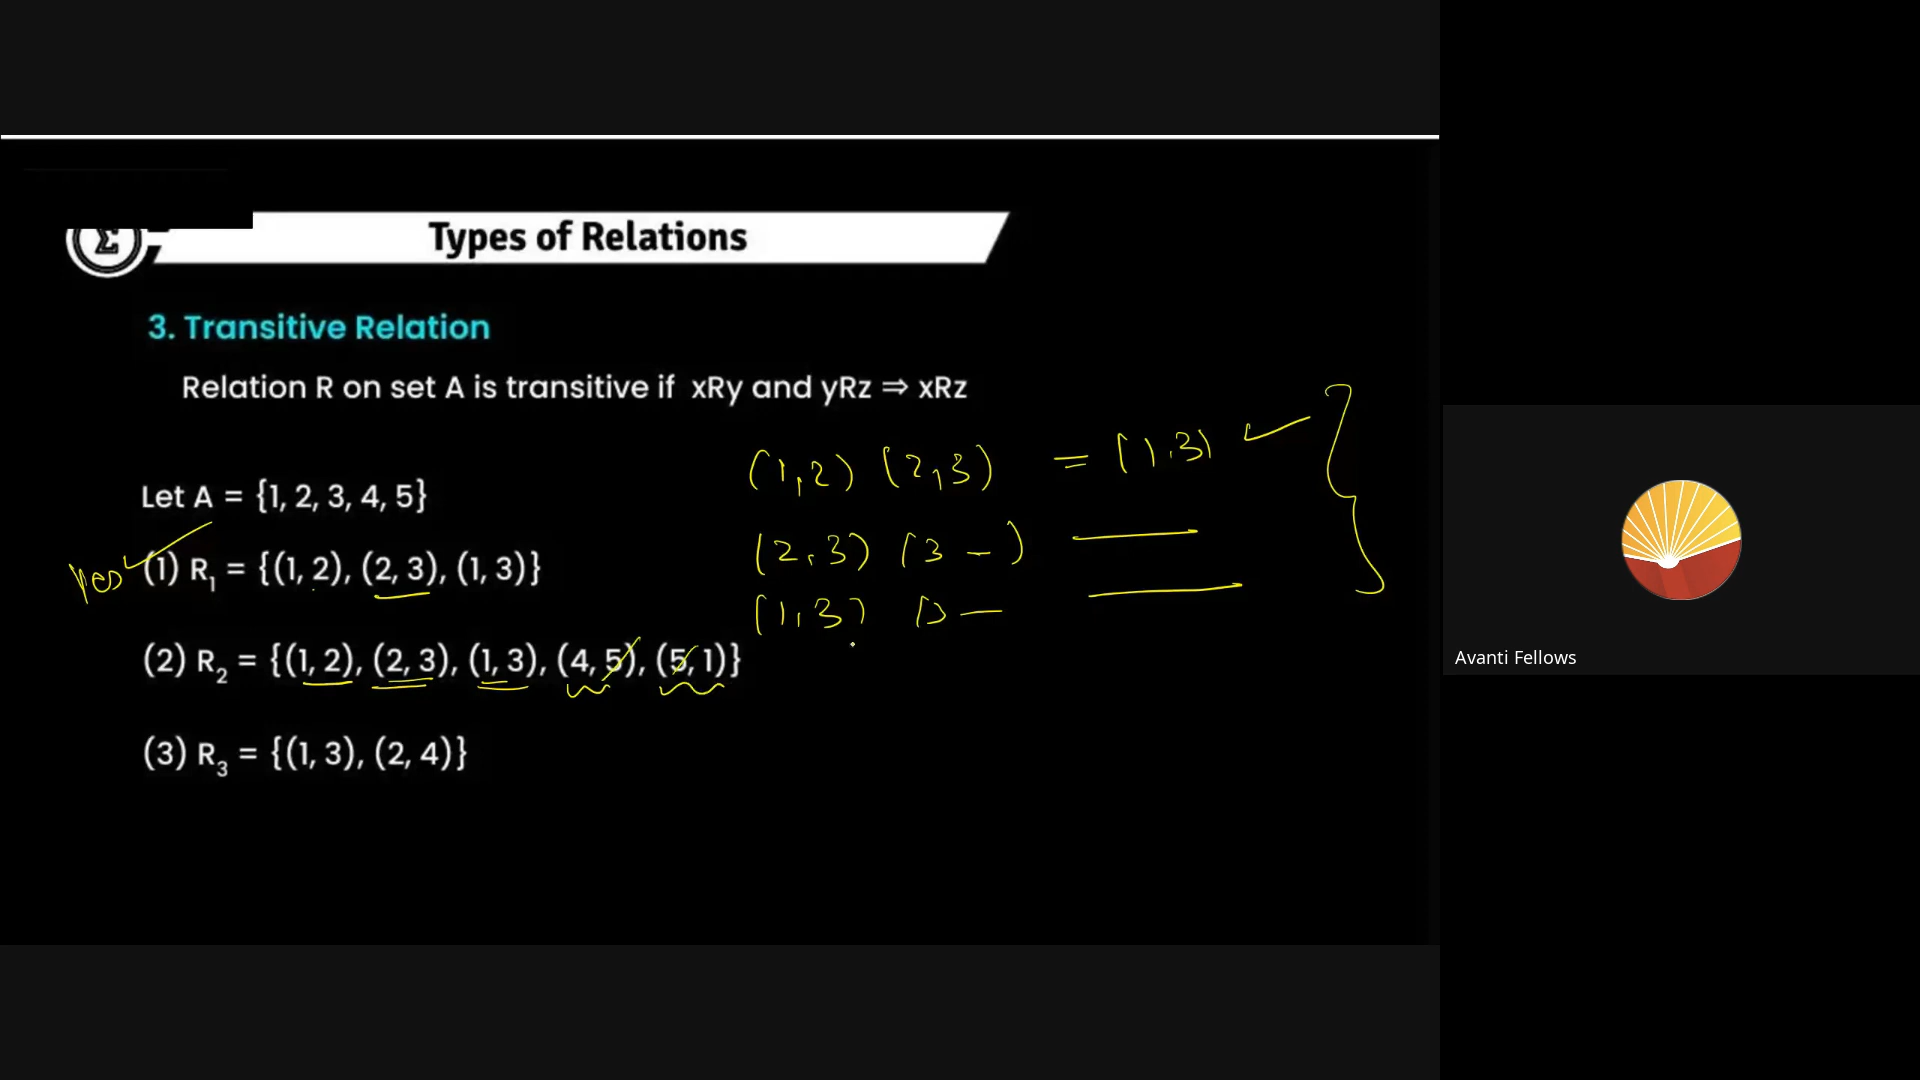 Types of Relations
3. Transitive Relation
Relation R on set A is transitive if xRy and yRz ⇒ xRz
(1,2) (2,3) = (1,3) ✓
Let A = {1, 2, 3, 4, 5}
(2,3) (3 – )
yes ✓ (1) R₁ = {(1, 2), (2, 3), (1, 3)}
(1,3)
(2) R₂ = {(1, 2), (2, 3), (1, 3), (4, 5), (5, 1)}
(3) R₃ = {(1, 3), (2, 4)}
Avanti Fellows